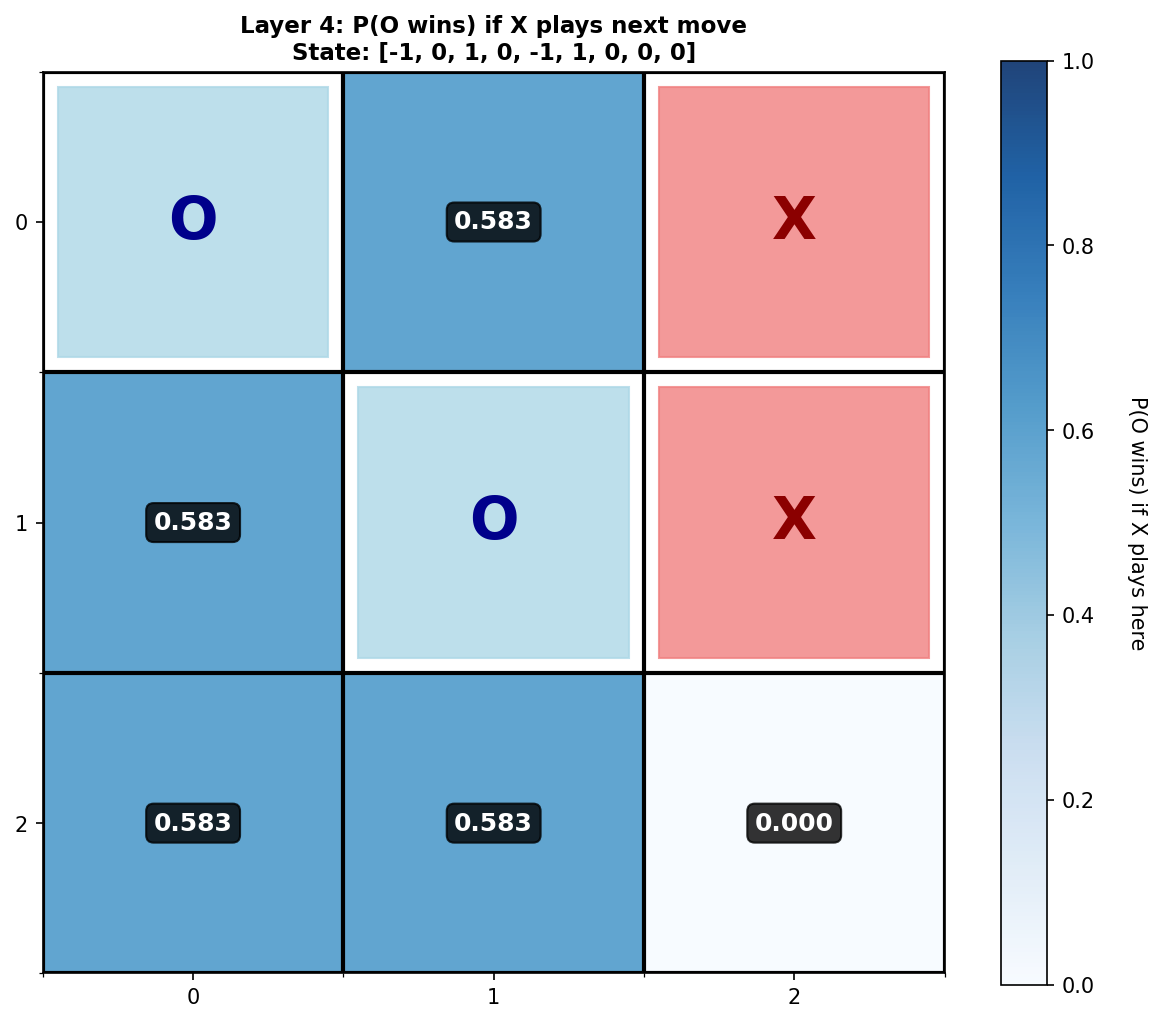 Layer 4: P(O wins) if X plays next move
State: [-1, 0, 1, 0, -1, 1, 0, 0, 0]
0
O
0.583
X
1
0.583
O
X
2
0.583
0.583
0.000
0
1
2
1.0
0.8
0.6
0.4
0.2
0.0
P(O wins) if X plays here